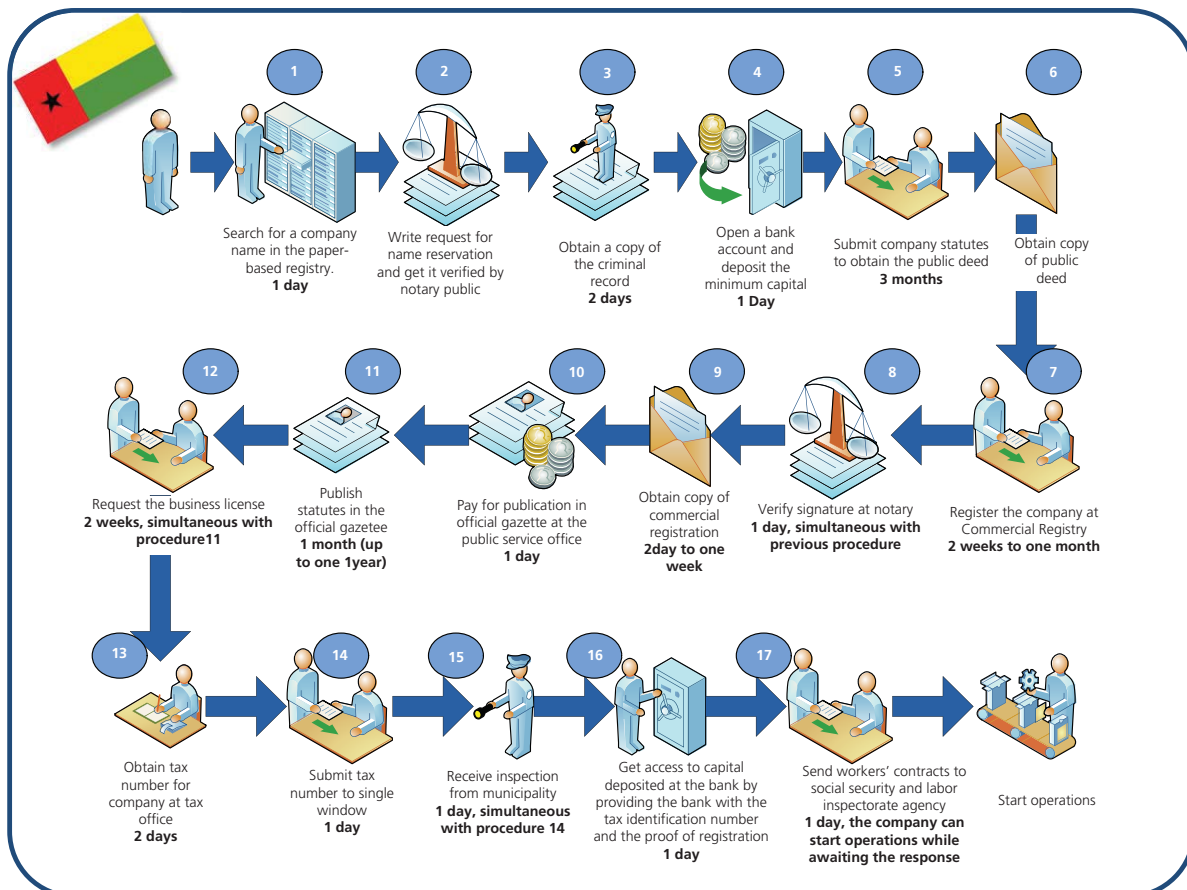 1
2
3
4
5
6
Search for a company
name in the paper-
based registry.
1 day
Write request for
name reservation
and get it verified by
notary public
Obtain a copy of
the criminal
record
2 days
Open a bank
account and
deposit the
minimum capital
1 Day
Submit company statutes
to obtain the public deed
3 months
Obtain copy
of public
deed
7
Register the company at
Commercial Registry
2 weeks to one month
8
Verify signature at notary
1 day, simultaneous with
previous procedure
9
Obtain copy of
commercial
registration
2day to one
week
10
Pay for publication in
official gazette at the
public service office
1 day
11
Publish
statutes in the
official gazetee
1 month (up
to one 1year)
12
Request the business license
2 weeks, simultaneous with
procedure11
13
Obtain tax
number for
company at tax
office
2 days
14
Submit tax
number to single
window
1 day
15
Receive inspection
from municipality
1 day, simultaneous
with procedure 14
16
Get access to capital
deposited at the bank by
providing the bank with the
tax identification number
and the proof of registration
1 day
17
Send workers' contracts to
social security and labor
inspectorate agency
1 day, the company can
start operations while
awaiting the response
Start operations